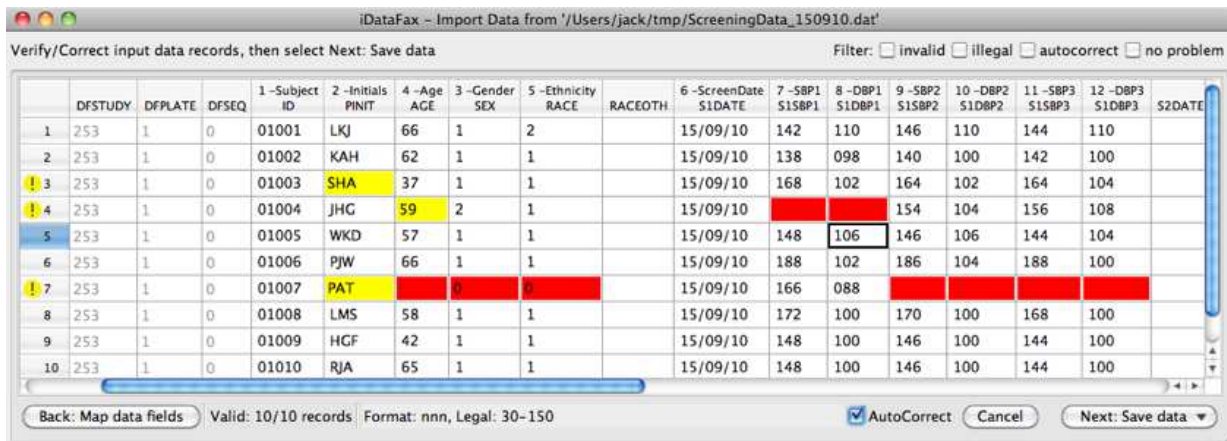 iDataFax - Import Data from '/Users/jack/tmp/ScreeningData_150910.dat'
Verify/Correct input data records, then select Next: Save data Filter: invalid illegal autocorrect no problem
1 -Subject 2 -Initials 4 -Age 3 -Gender 5 -Ethnicity 6 -ScreenDate 7 -SBP1 8 -DBP1 9 -SBP2 10 -DBP2 11 -SBP3 12 -DBP3
DFSTUDY DFPLATE DFSEQ ID PINIT AGE SEX RACE RACEOTH S1DATE S1SBP1 S1DBP1 S1SBP2 S1DBP2 S1SBP3 S1DBP3 S2DATE
1 253 1 0 01001 LKJ 66 1 2 15/09/10 142 110 146 110 144 110
2 253 1 0 01002 KAH 62 1 1 15/09/10 138 098 140 100 142 100
! 3 253 1 0 01003 SHA 37 1 1 15/09/10 168 102 164 102 164 104
! 4 253 1 0 01004 JHG 59 2 1 15/09/10 154 104 156 108
5 253 1 0 01005 WKD 57 1 1 15/09/10 148 106 146 106 144 104
6 253 1 0 01006 PJW 66 1 1 15/09/10 188 102 186 104 188 100
! 7 253 1 0 01007 PAT 0 0 15/09/10 166 088
8 253 1 0 01008 LMS 58 1 1 15/09/10 172 100 170 100 168 100
9 253 1 0 01009 HGF 42 1 1 15/09/10 148 100 146 100 144 100
10 253 1 0 01010 RJA 65 1 1 15/09/10 148 100 146 100 144 100
Back: Map data fields Valid: 10/10 records Format: nnn, Legal: 30-150 AutoCorrect Cancel Next: Save data